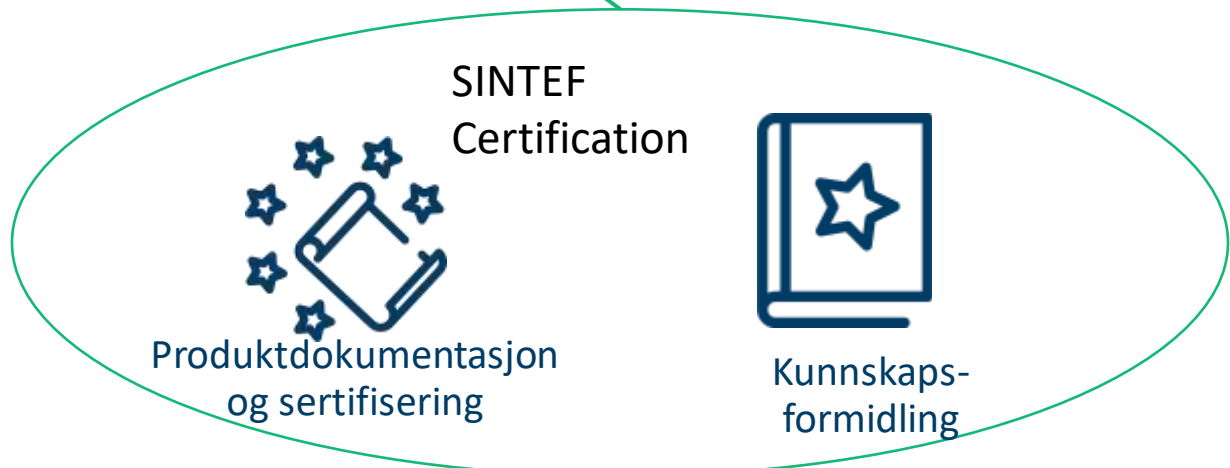 SINTEF
Certification
Produktdokumentasjon
og sertifisering
Kunnskaps-
formidling